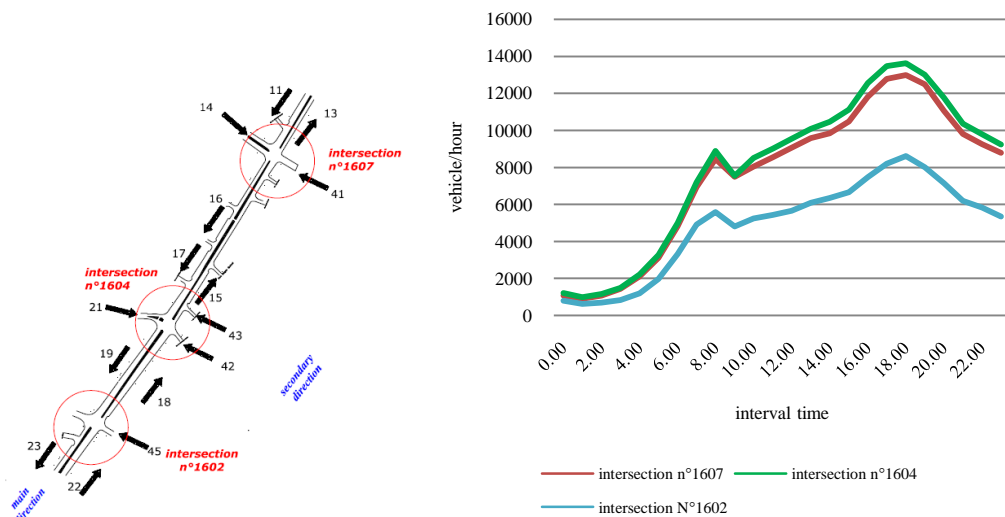 11
13
14
intersection
n°1607
41
16
17
intersection
n°1604
15
21
43
19
42
secondary
direction
18
23
45
intersection
n°1602
22
main
direction
16000
14000
12000
10000
8000
6000
4000
2000
0
vehicle/hour
0.00
2.00
4.00
6.00
8.00
10.00
12.00
14.00
16.00
18.00
20.00
22.00
interval time
intersection n°1607
intersection n°1604
intersection N°1602